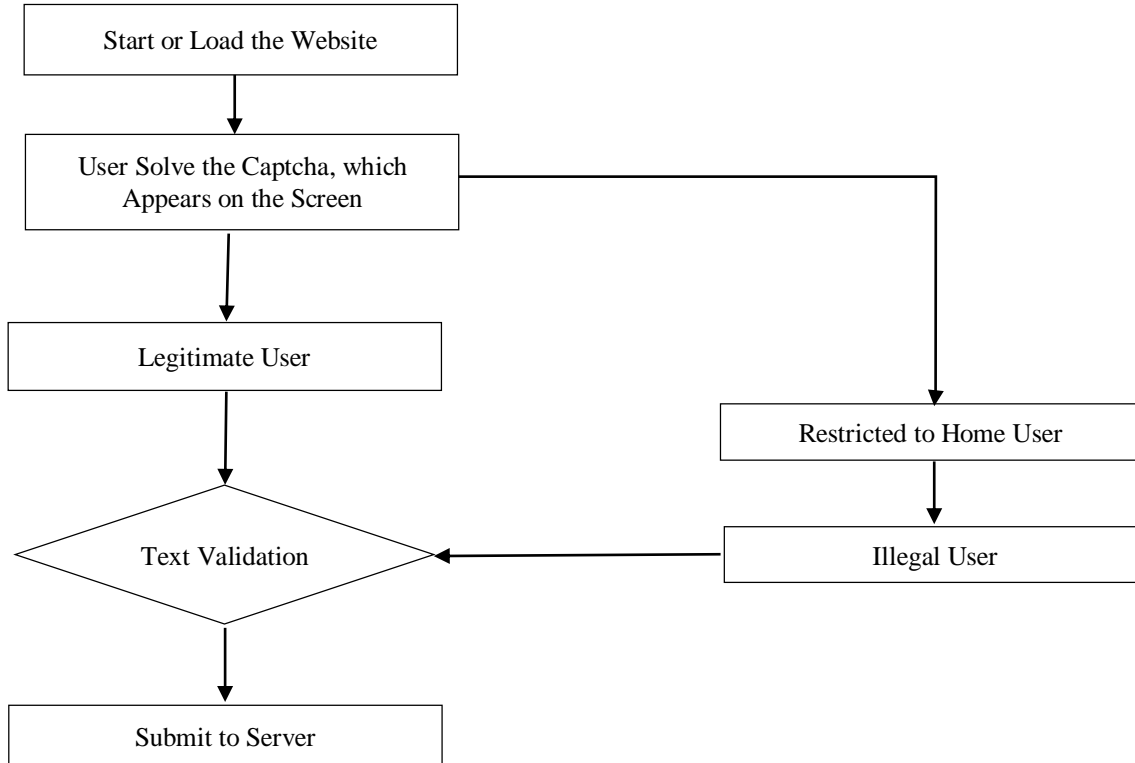 Start or Load the Website
User Solve the Captcha, which
Appears on the Screen
Legitimate User
Restricted to Home User
Text Validation
Illegal User
Submit to Server